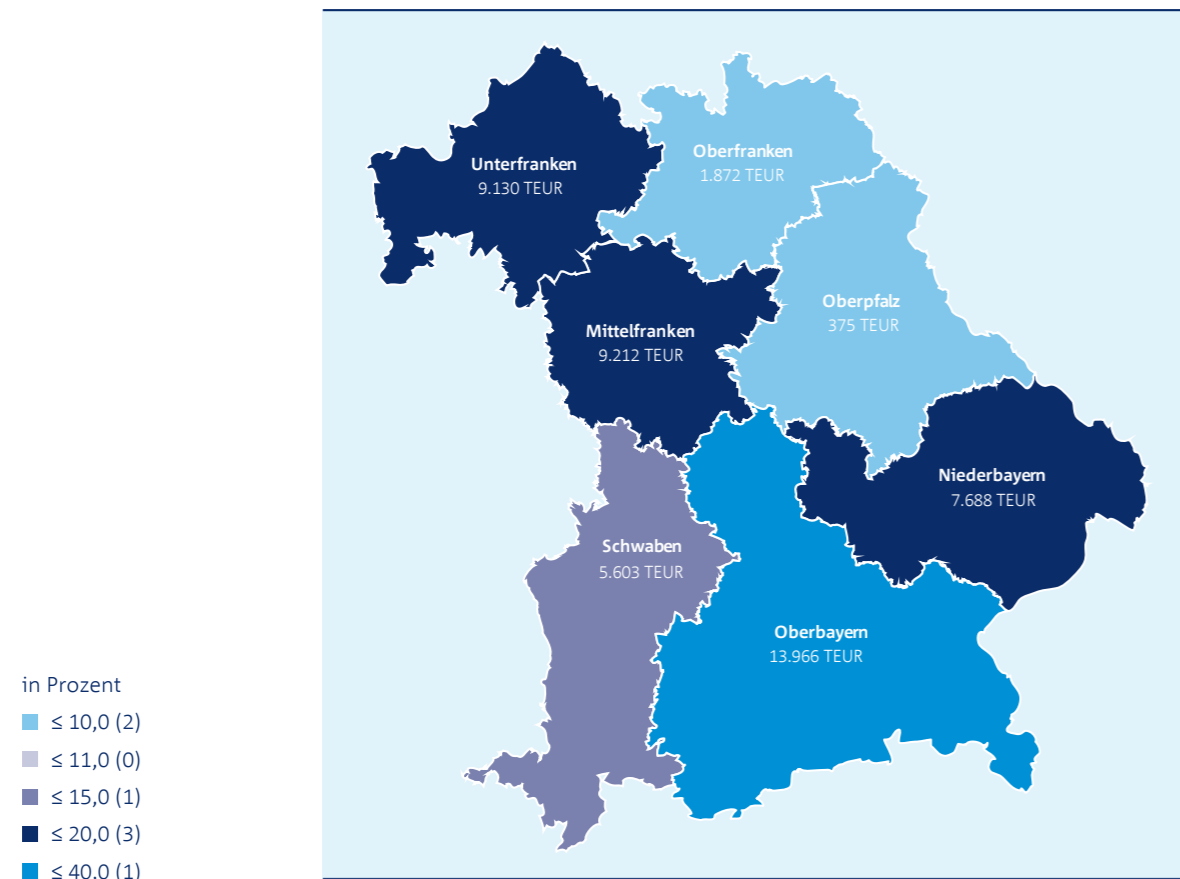 Unterfranken
9.130 TEUR
Oberfranken
1.872 TEUR
Oberpfalz
375 TEUR
Mittelfranken
9.212 TEUR
Niederbayern
7.688 TEUR
Schwaben
5.603 TEUR
Oberbayern
13.966 TEUR
in Prozent
≤ 10,0 (2)
≤ 11,0 (0)
≤ 15,0 (1)
≤ 20,0 (3)
≤ 40,0 (1)